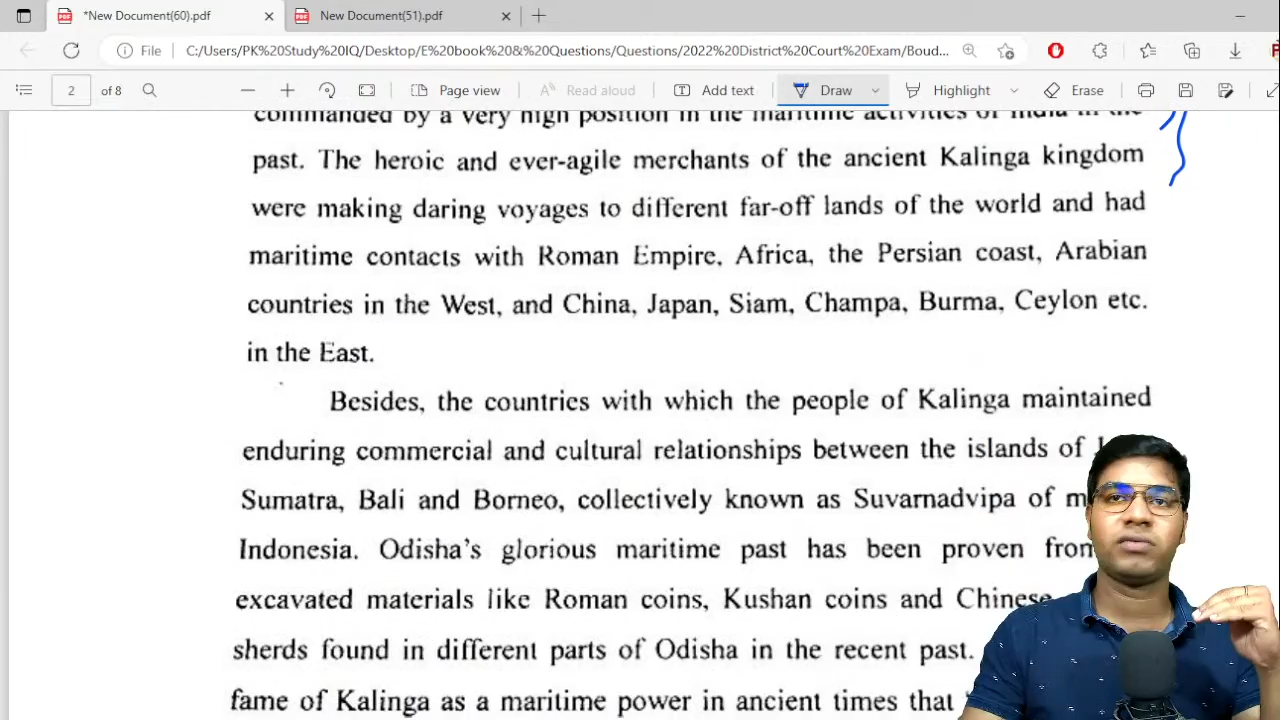 *New Document(60).pdf
New Document(51).pdf
File
C:/Users/PK%20Study%20IQ/Desktop/E%20book%20&%20Questions/Questions/2022%20District%20Court%20Exam/Boud...
2 of 8
Page view
Read aloud
Add text
Draw
Highlight
Erase
commanded by a very high position in the maritime activities of India in the
past. The heroic and ever-agile merchants of the ancient Kalinga kingdom
were making daring voyages to different far-off lands of the world and had
maritime contacts with Roman Empire, Africa, the Persian coast, Arabian
countries in the West, and China, Japan, Siam, Champa, Burma, Ceylon etc.
in the East.
Besides, the countries with which the people of Kalinga maintained
enduring commercial and cultural relationships between the islands of
Sumatra, Bali and Borneo, collectively known as Suvarnadvipa of
Indonesia. Odisha's glorious maritime past has been proven from
excavated materials like Roman coins, Kushan coins and Chinese
sherds found in different parts of Odisha in the recent past.
fame of Kalinga as a maritime power in ancient times that